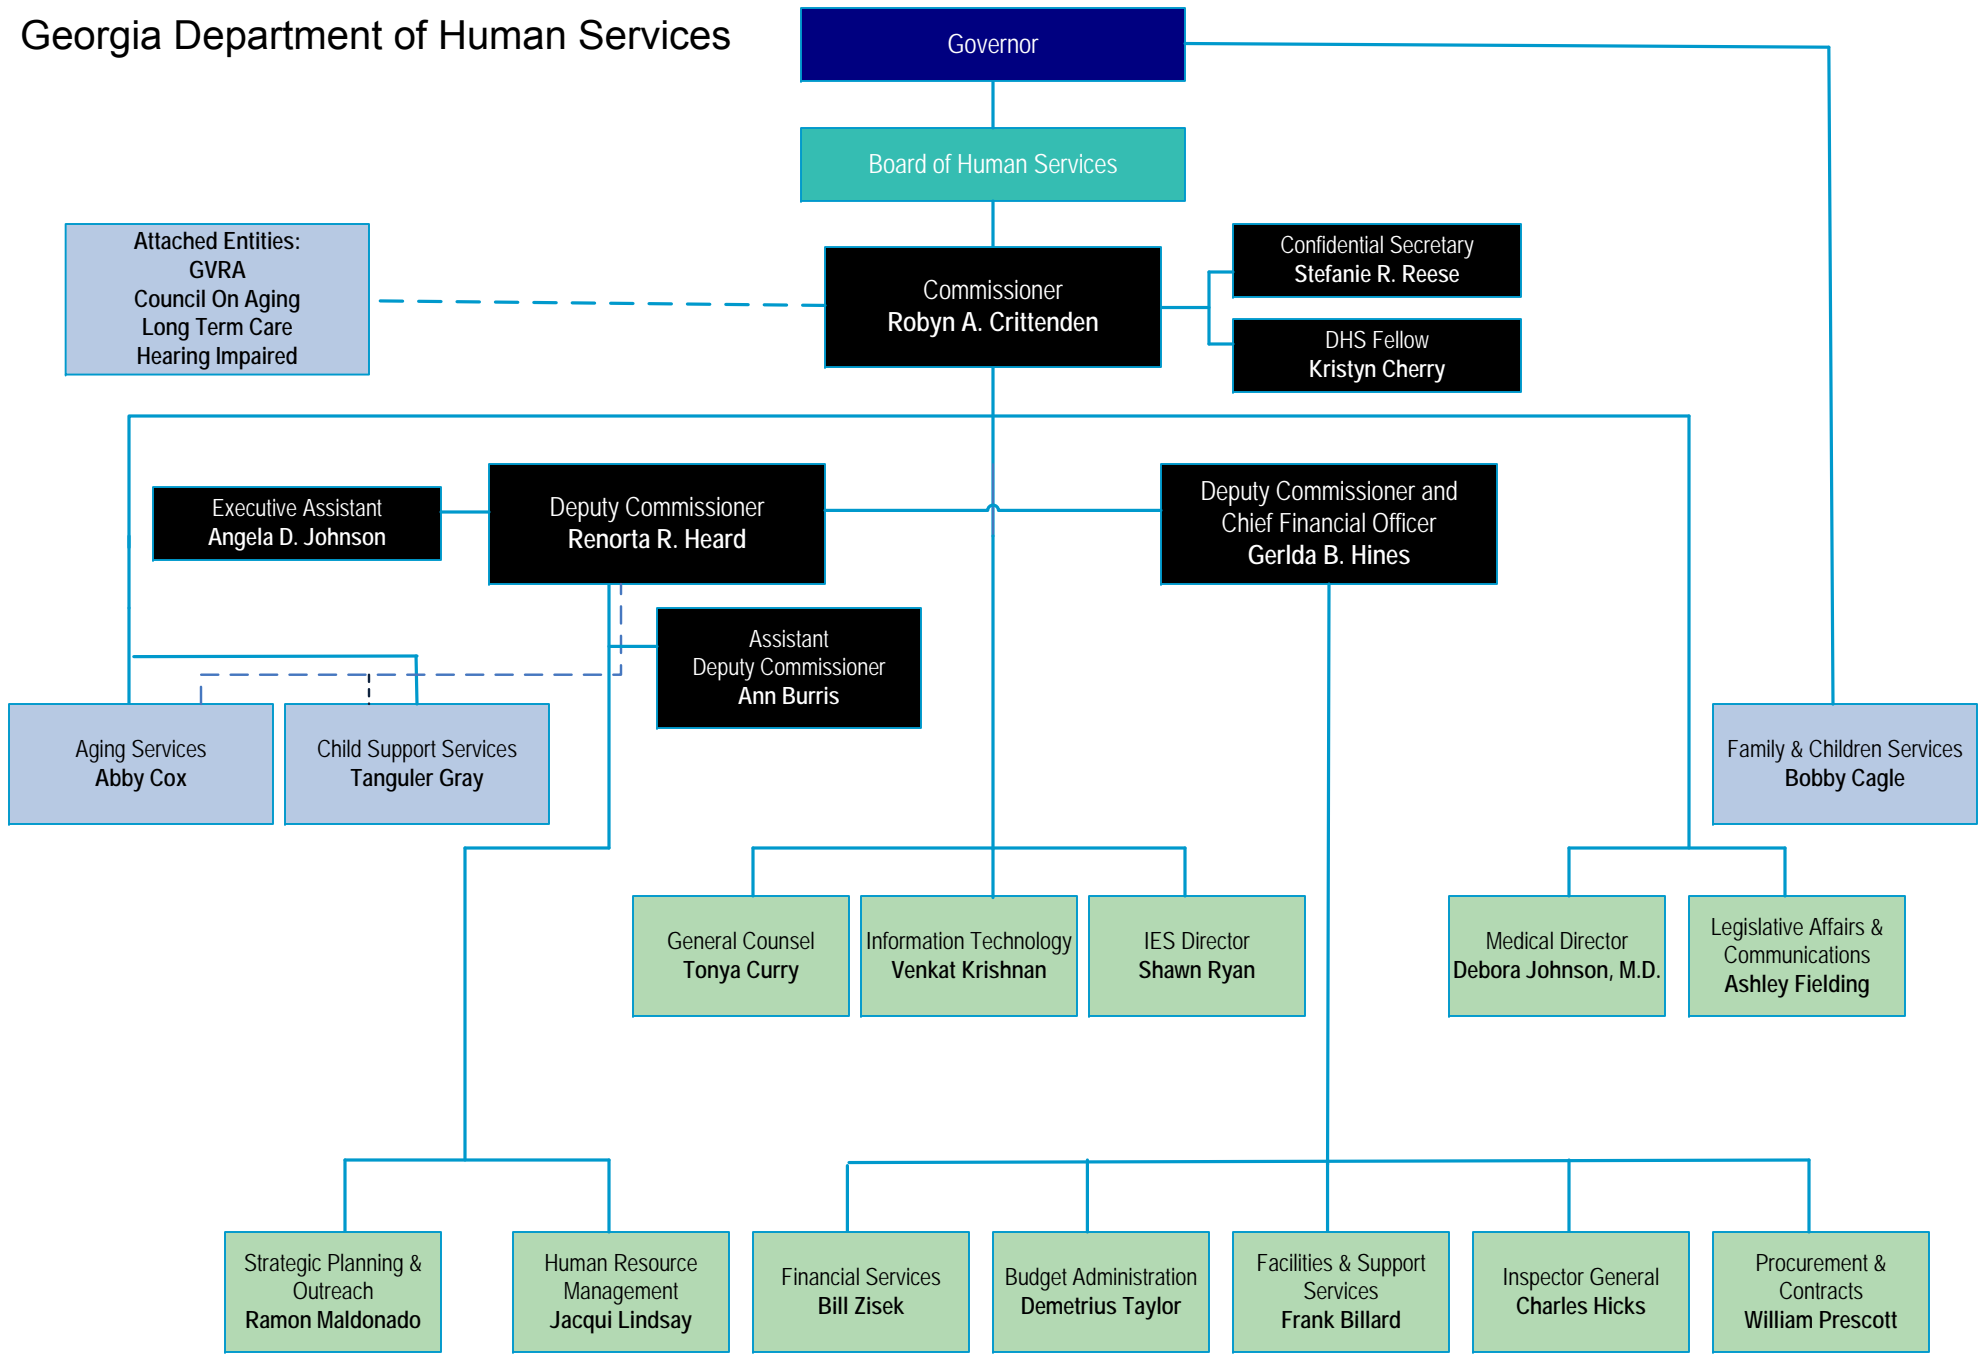 Georgia Department of Human Services
Governor
Board of Human Services
Attached Entities:
GVRA
Council On Aging
Long Term Care
Hearing Impaired
Commissioner
Robyn A. Crittenden
Confidential Secretary
Stefanie R. Reese
DHS Fellow
Kristyn Cherry
Executive Assistant
Angela D. Johnson
Deputy Commissioner
Renorta R. Heard
Deputy Commissioner and
Chief Financial Officer
Gerlda B. Hines
Assistant
Deputy Commissioner
Ann Burris
Aging Services
Abby Cox
Child Support Services
Tanguler Gray
Family & Children Services
Bobby Cagle
General Counsel
Tonya Curry
Information Technology
Venkat Krishnan
IES Director
Shawn Ryan
Medical Director
Debora Johnson, M.D.
Legislative Affairs &
Communications
Ashley Fielding
Strategic Planning &
Outreach
Ramon Maldonado
Human Resource
Management
Jacqui Lindsay
Financial Services
Bill Zisek
Budget Administration
Demetrius Taylor
Facilities & Support
Services
Frank Billard
Inspector General
Charles Hicks
Procurement &
Contracts
William Prescott